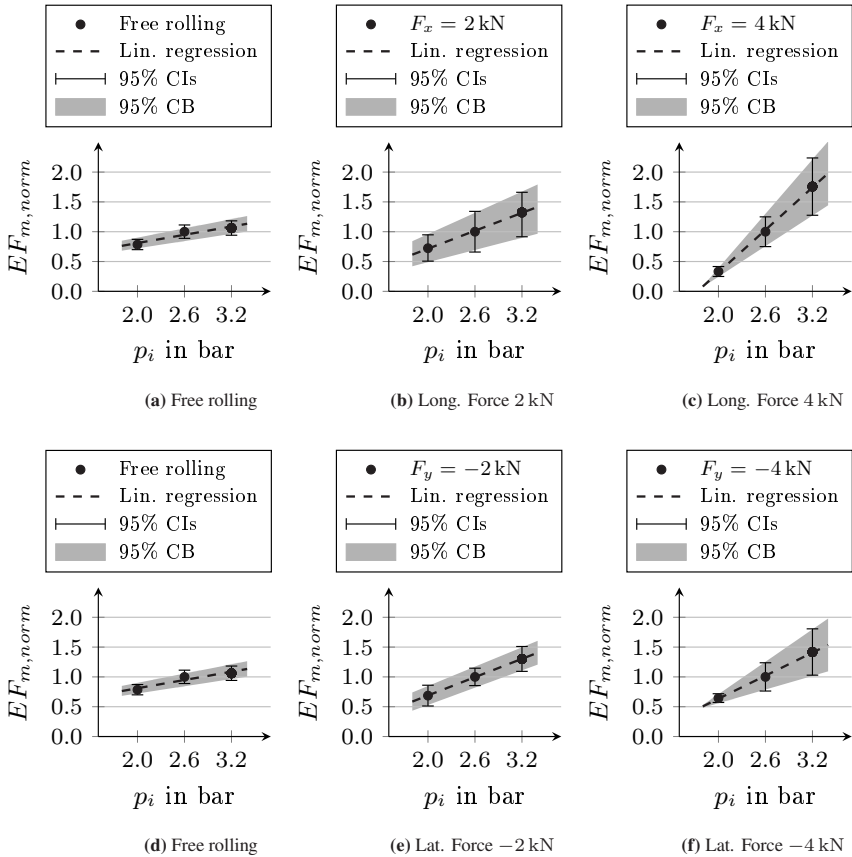 Free rolling
Lin. regression
95% CIs
95% CB
F_x = 2 kN
Lin. regression
95% CIs
95% CB
F_x = 4 kN
Lin. regression
95% CIs
95% CB
EF_{m,norm}
2.0
1.5
1.0
0.5
0.0
2.0 2.6 3.2
p_i in bar
EF_{m,norm}
2.0
1.5
1.0
0.5
0.0
2.0 2.6 3.2
p_i in bar
EF_{m,norm}
2.0
1.5
1.0
0.5
0.0
2.0 2.6 3.2
p_i in bar
(a) Free rolling
(b) Long. Force 2 kN
(c) Long. Force 4 kN
Free rolling
Lin. regression
95% CIs
95% CB
F_y = −2 kN
Lin. regression
95% CIs
95% CB
F_y = −4 kN
Lin. regression
95% CIs
95% CB
EF_{m,norm}
2.0
1.5
1.0
0.5
0.0
2.0 2.6 3.2
p_i in bar
EF_{m,norm}
2.0
1.5
1.0
0.5
0.0
2.0 2.6 3.2
p_i in bar
EF_{m,norm}
2.0
1.5
1.0
0.5
0.0
2.0 2.6 3.2
p_i in bar
(d) Free rolling
(e) Lat. Force −2 kN
(f) Lat. Force −4 kN